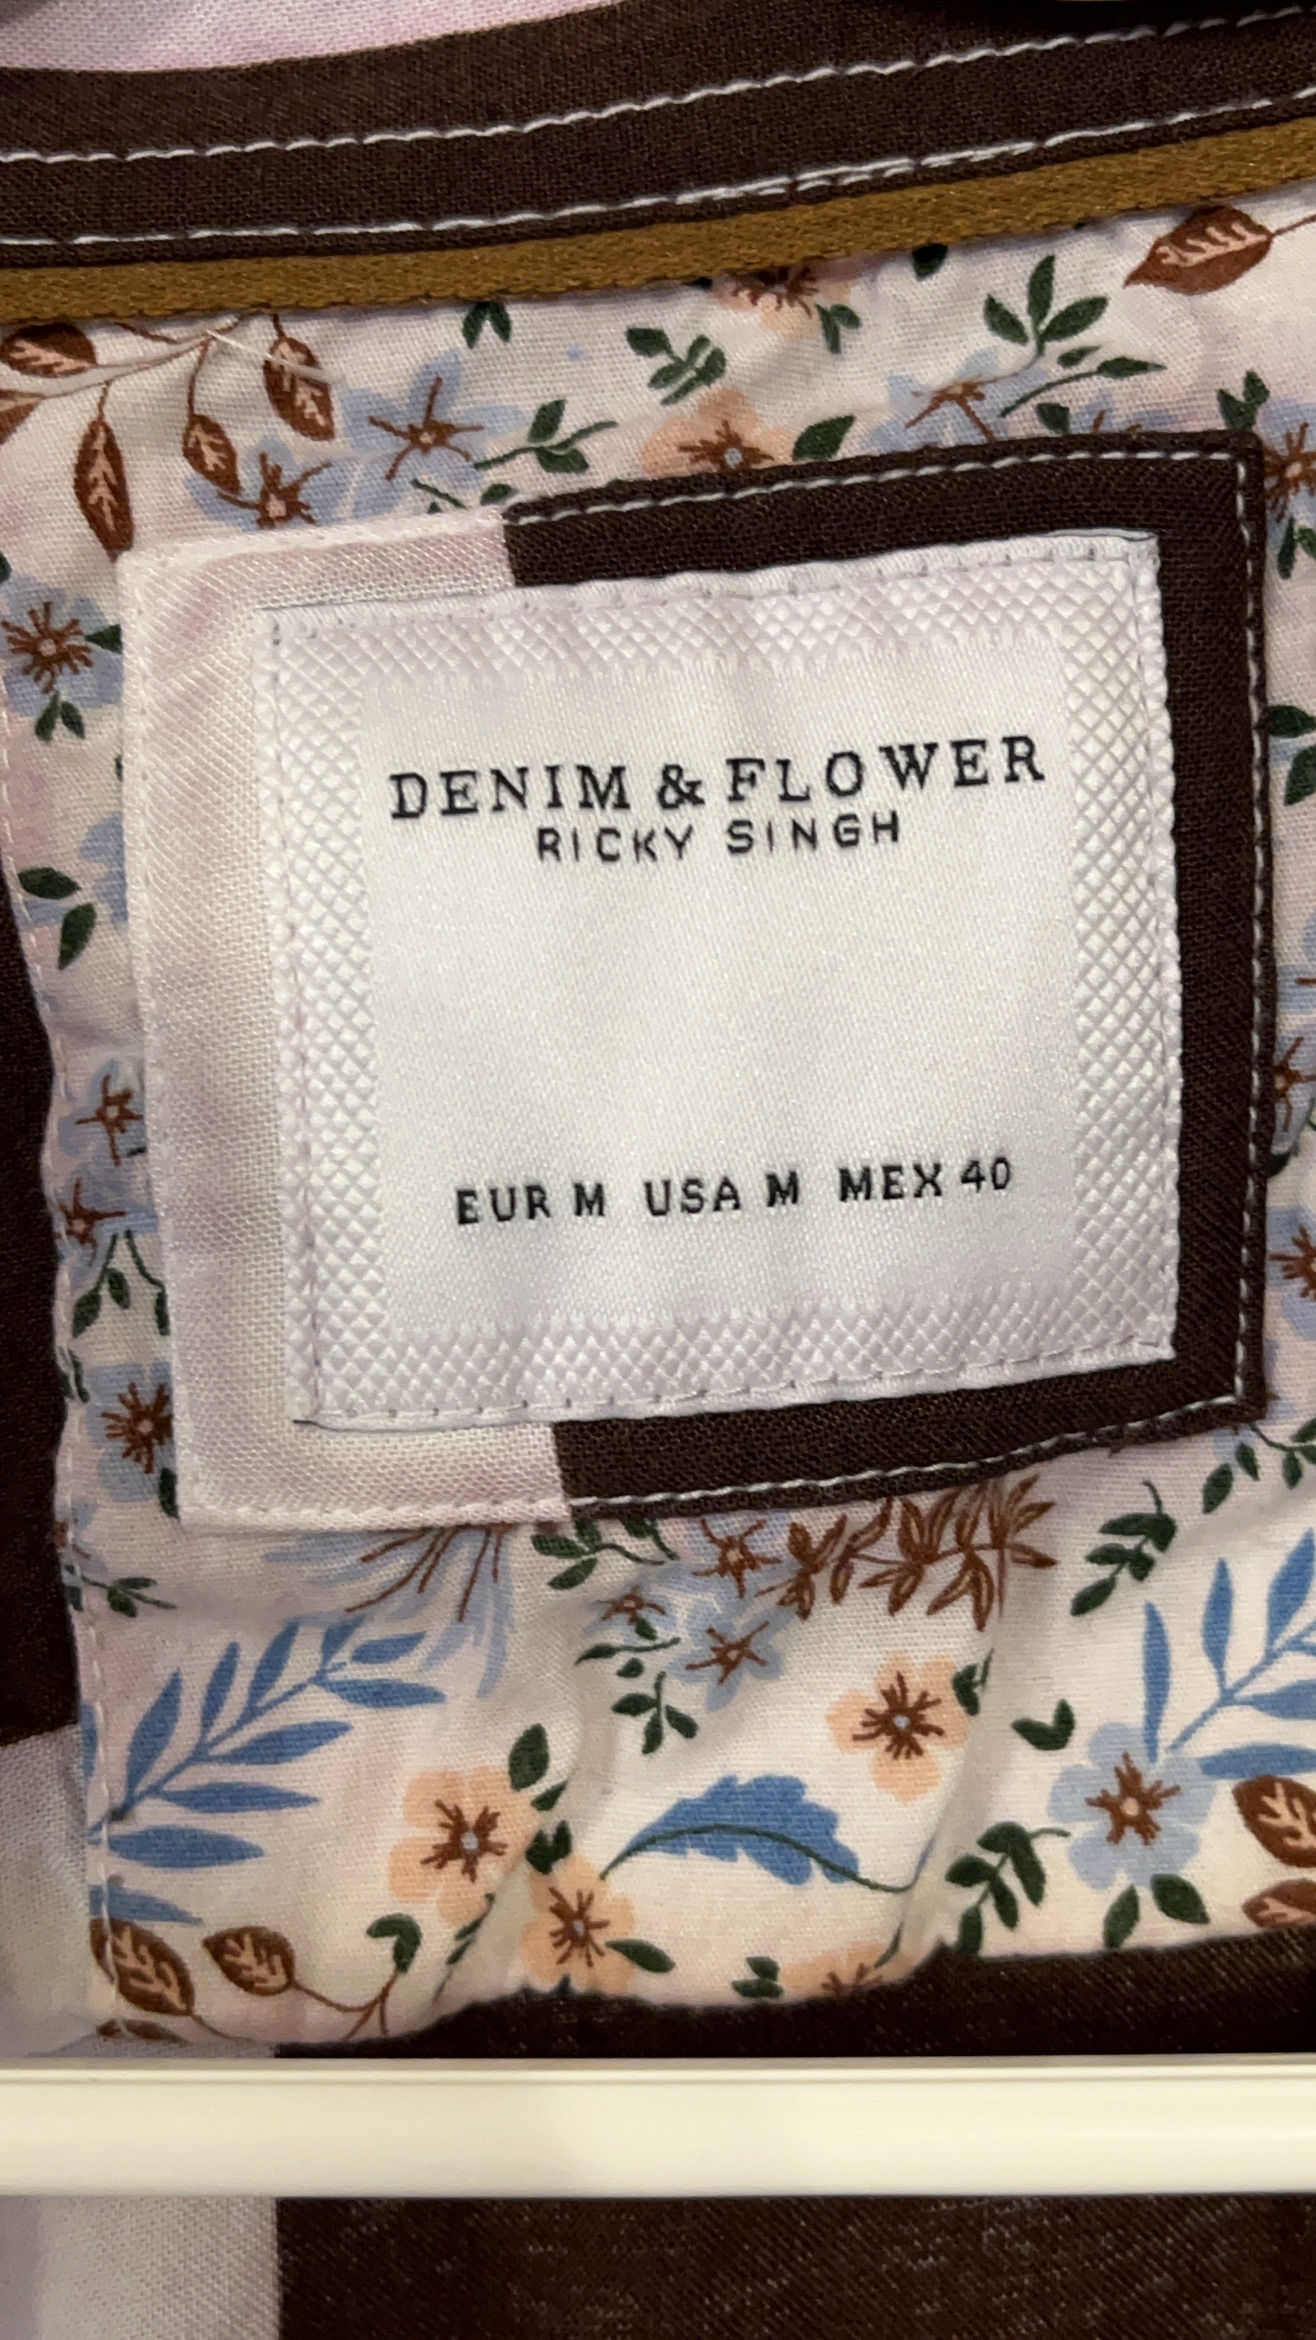 DENIM & FLOWER
RICKY SINGH
EUR M USA M MEX 40